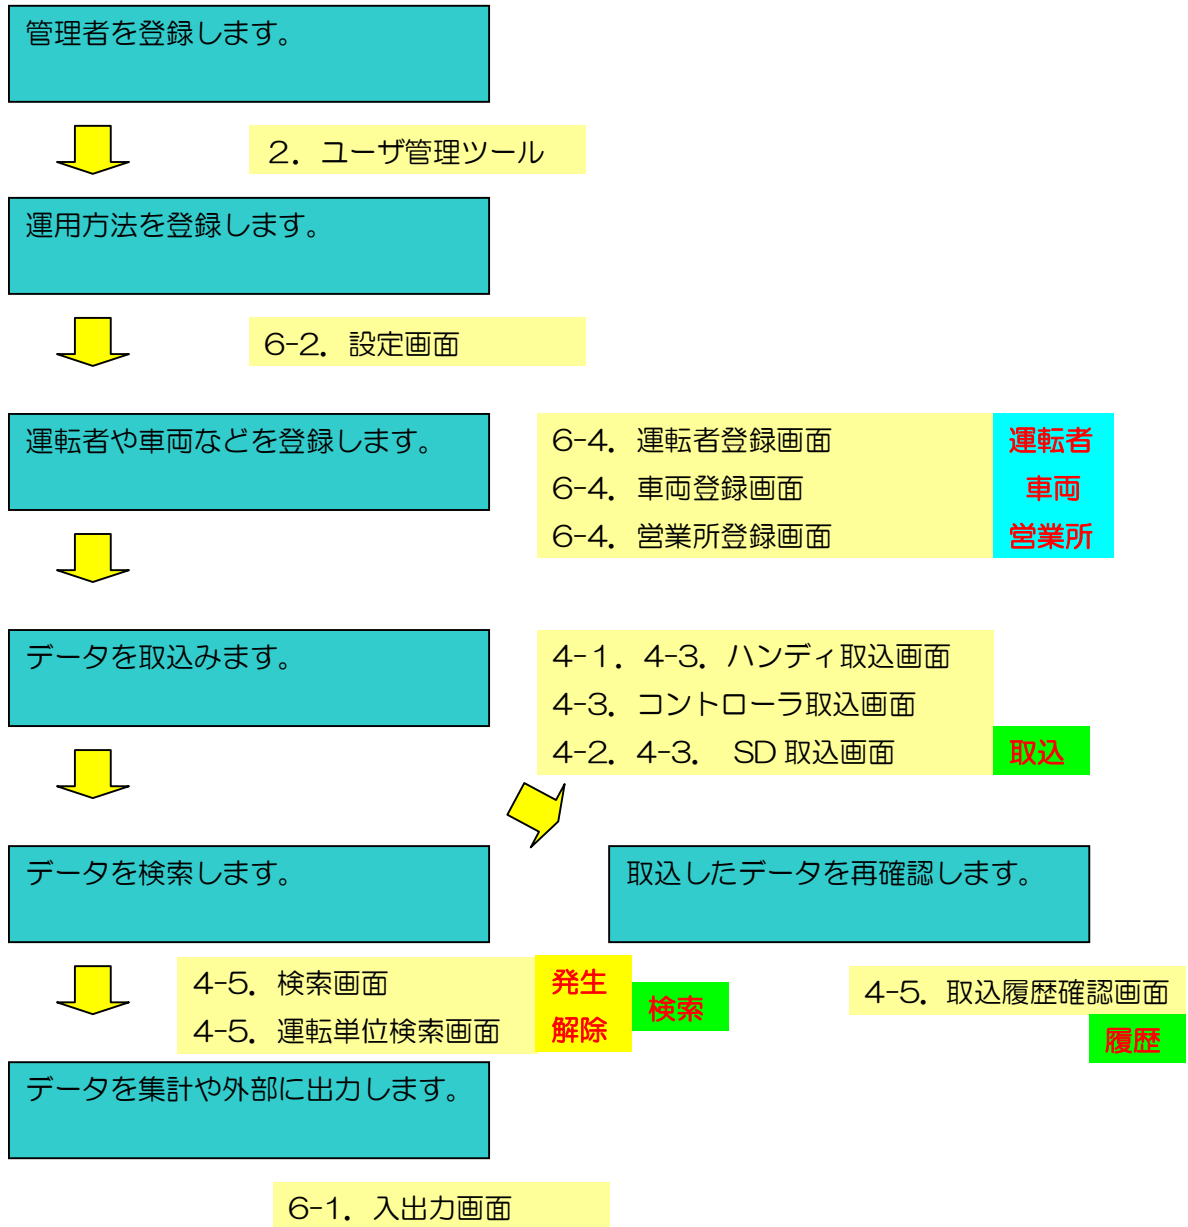 管理者を登録します。
2．ユーザ管理ツール
運用方法を登録します。
6-2．設定画面
運転者や車両などを登録します。
6-4．運転者登録画面 運転者
6-4．車両登録画面 車両
6-4．営業所登録画面 営業所
データを取込みます。
4-1．4-3．ハンディ取込画面
4-3．コントローラ取込画面
4-2．4-3． SD 取込画面 取込
データを検索します。
取込したデータを再確認します。
4-5．検索画面 発生
4-5．運転単位検索画面 解除
検索
4-5．取込履歴確認画面
履歴
データを集計や外部に出力します。
6-1．入出力画面